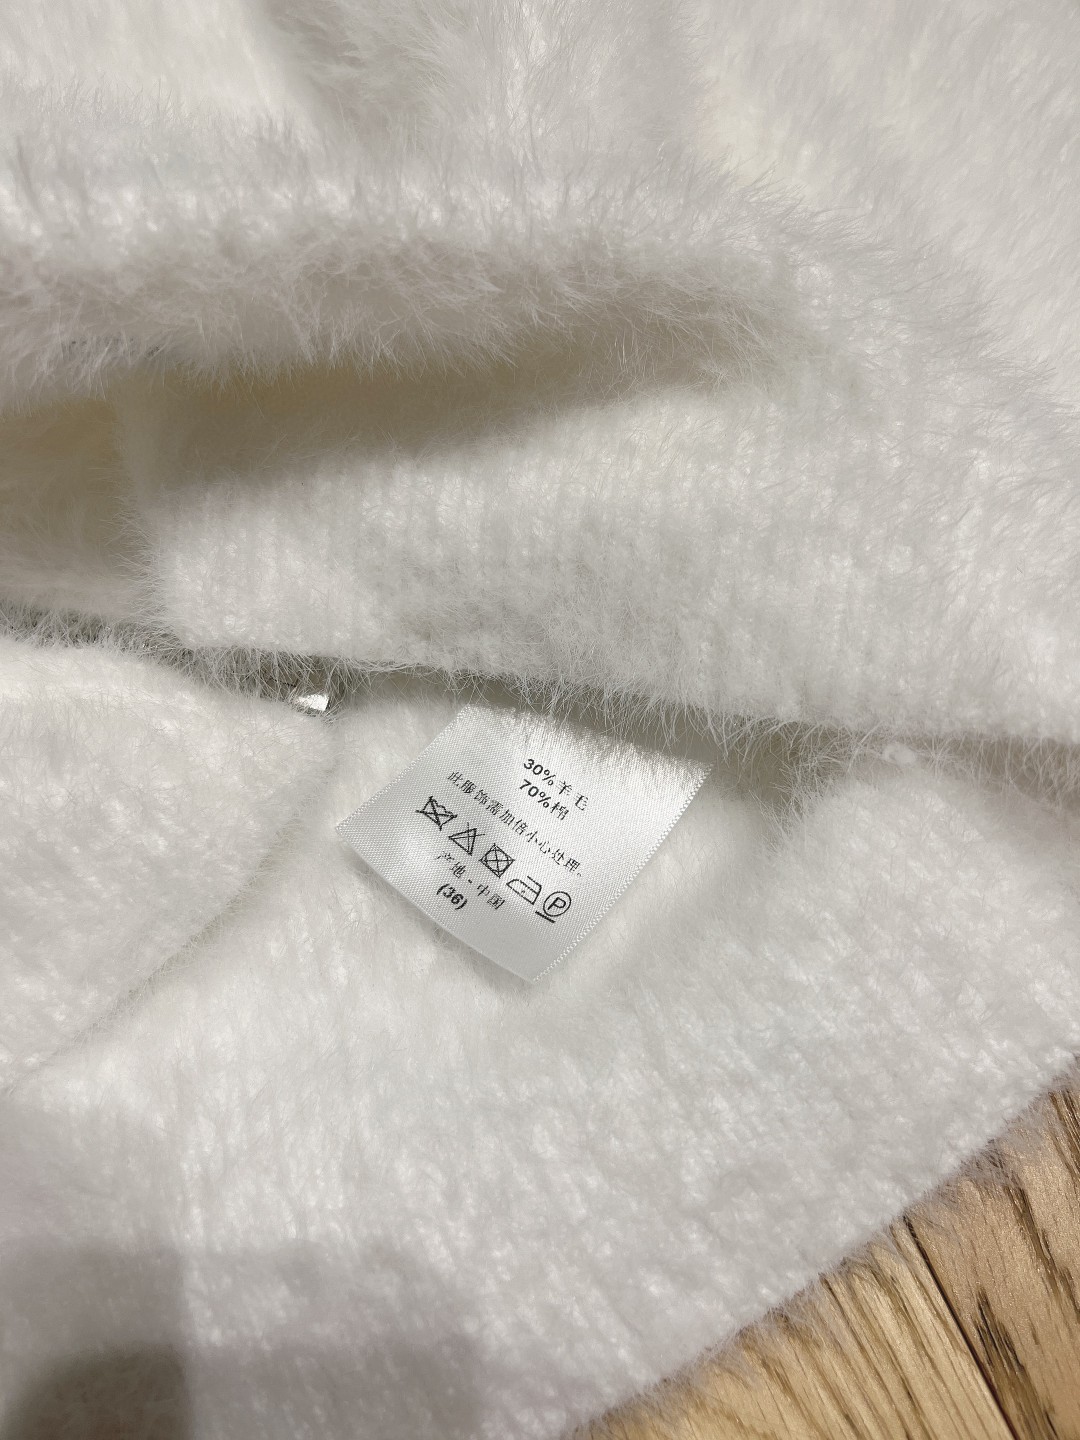 30%羊毛
70%棉
此服饰需加倍小心处理。
P
产地 - 中国
(36)